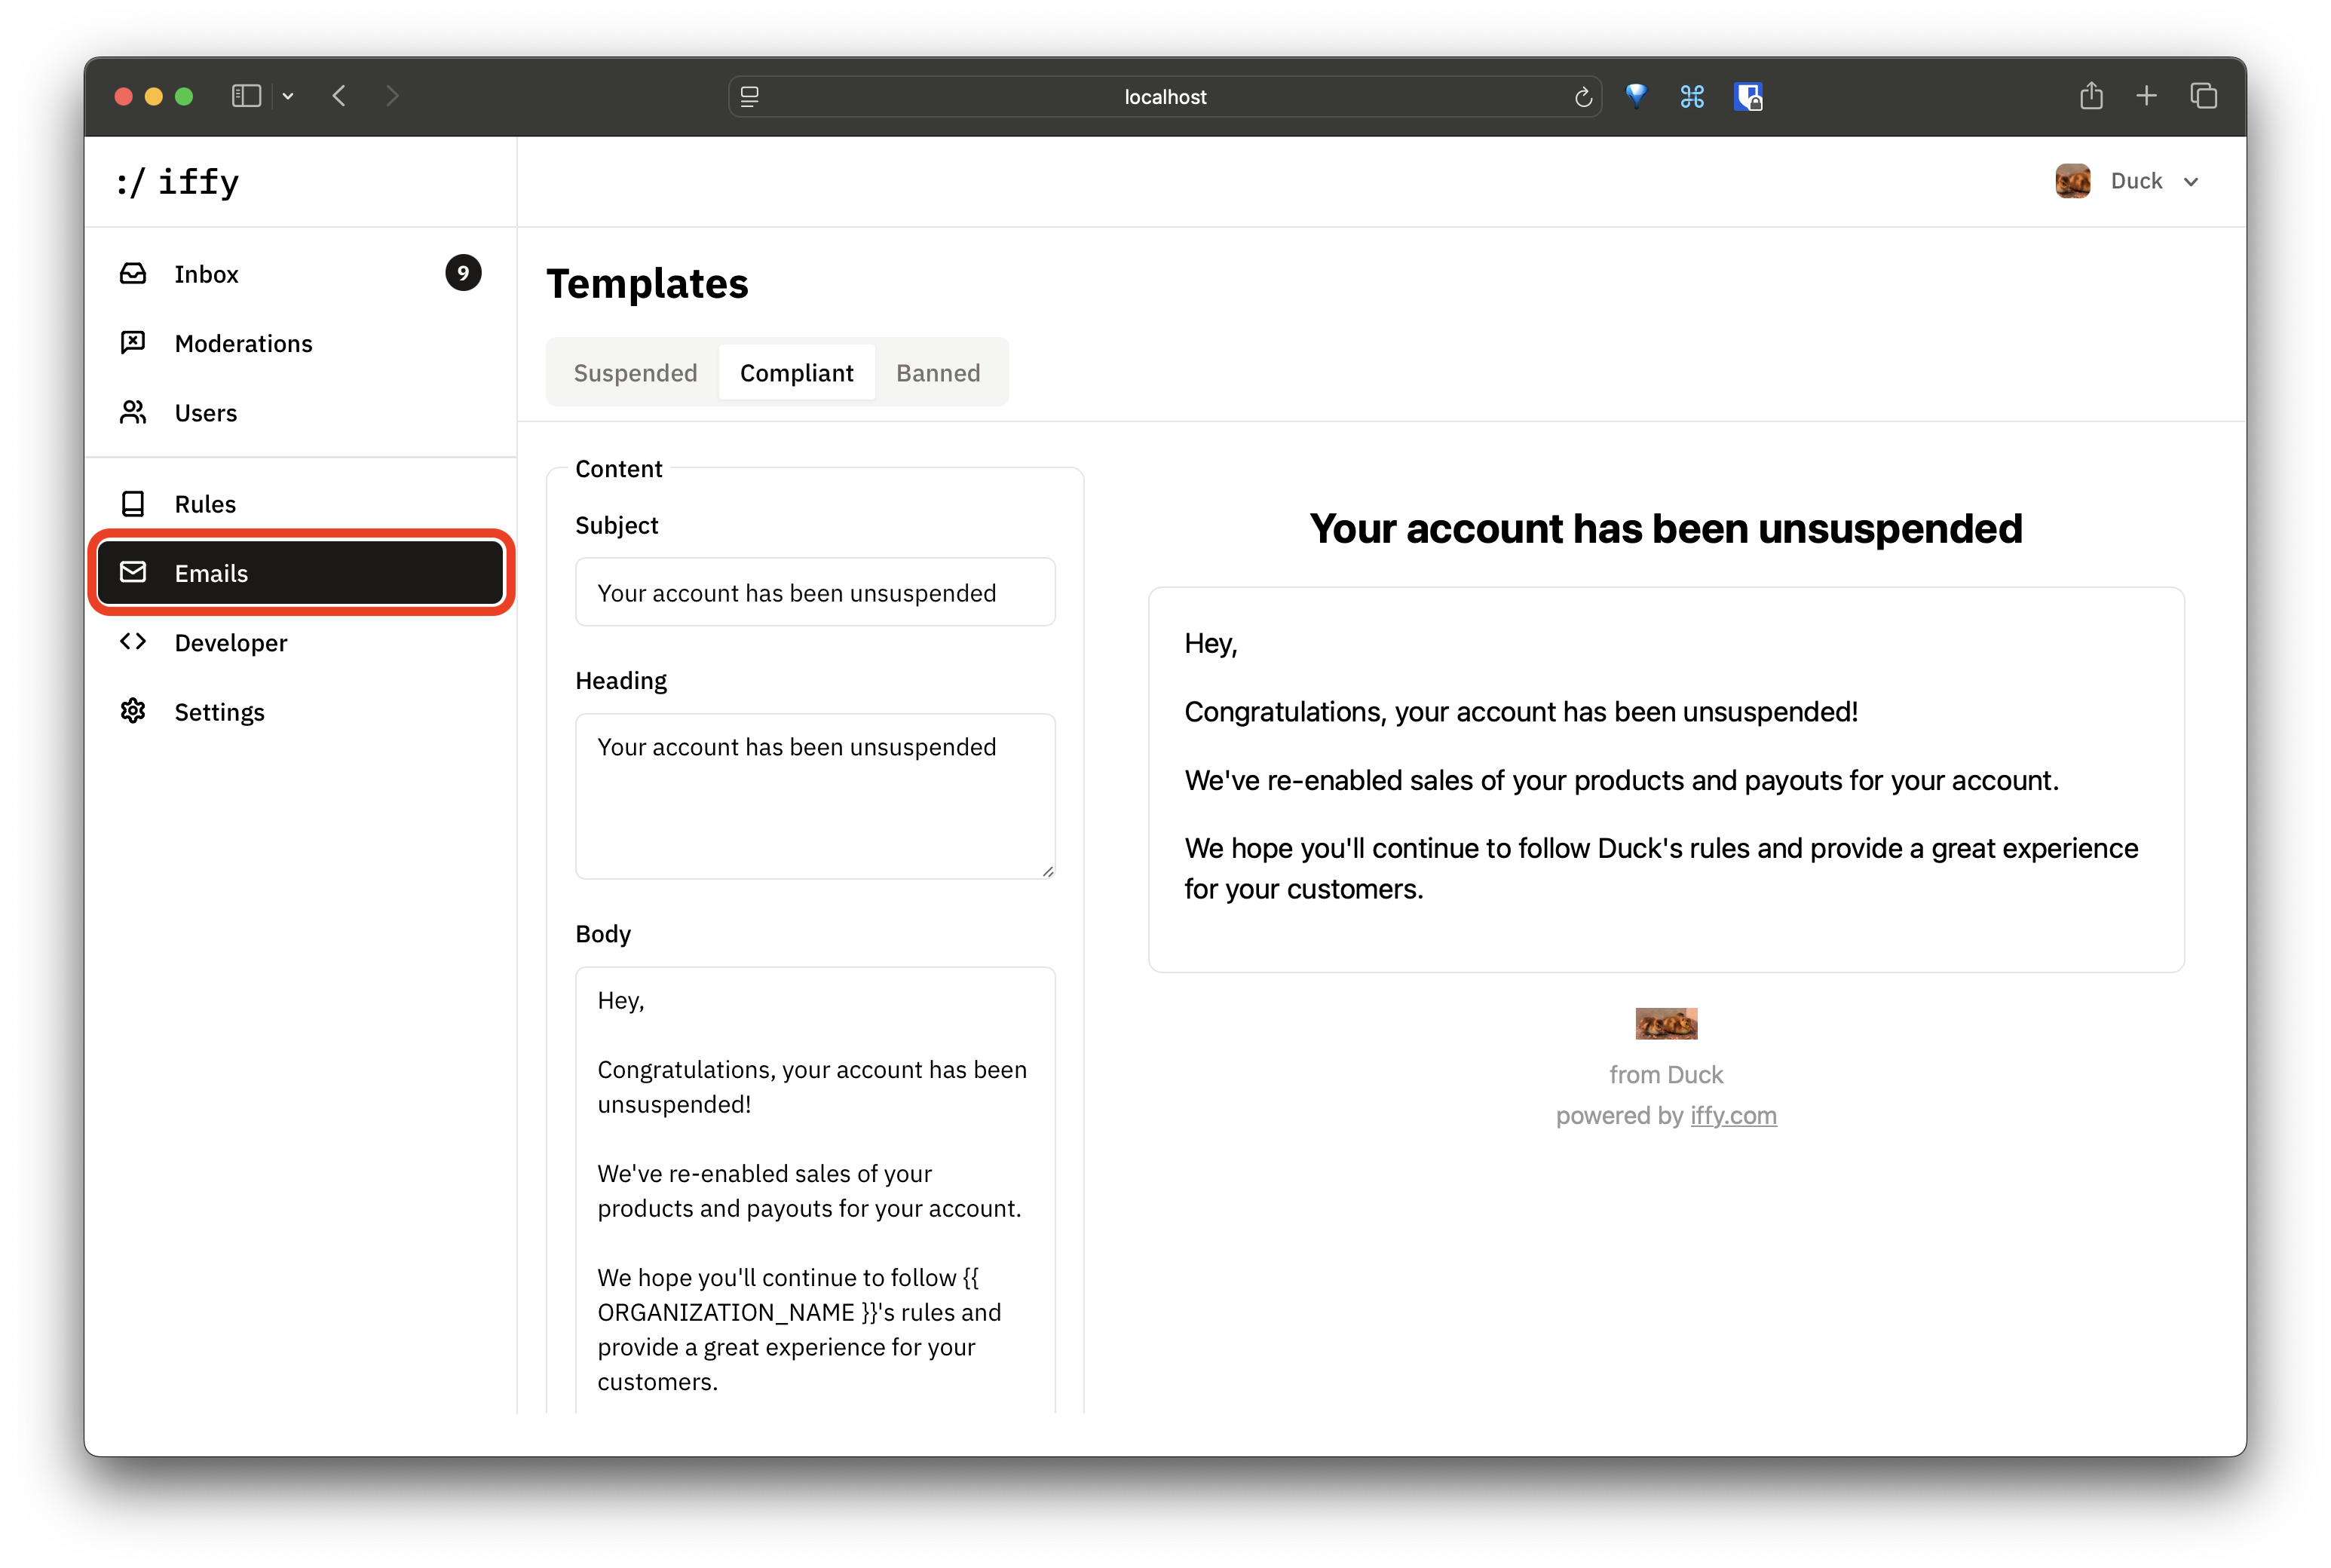 localhost
:/ iffy
Duck
Inbox
9
Moderations
Users
Rules
Emails
Developer
Settings
Templates
Suspended
Compliant
Banned
Content
Subject
Your account has been unsuspended
Heading
Your account has been unsuspended
Body
Hey,
Congratulations, your account has been
unsuspended!
We've re-enabled sales of your
products and payouts for your account.
We hope you'll continue to follow {{
ORGANIZATION_NAME }}'s rules and
provide a great experience for your
customers.
Your account has been unsuspended
Hey,
Congratulations, your account has been unsuspended!
We've re-enabled sales of your products and payouts for your account.
We hope you'll continue to follow Duck's rules and provide a great experience
for your customers.
from Duck
powered by iffy.com